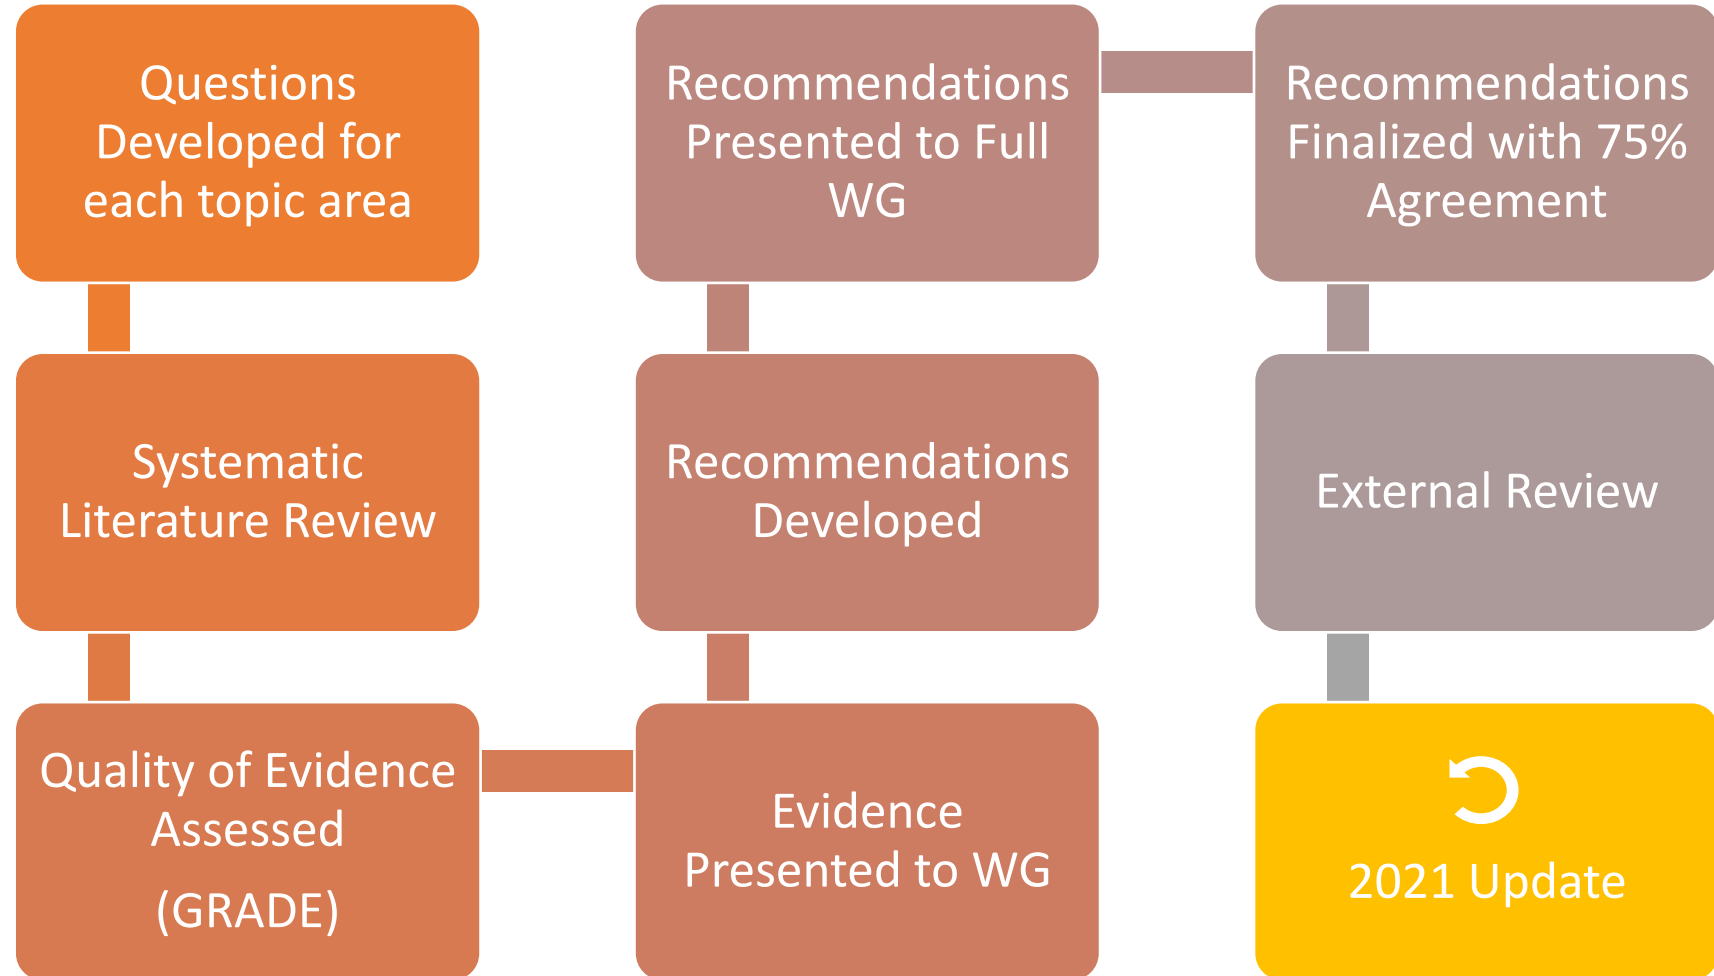 Questions
Developed for
each topic area
Systematic
Literature Review
Quality of Evidence
Assessed
(GRADE)
Evidence
Presented to WG
Recommendations
Developed
Recommendations
Presented to Full
WG
Recommendations
Finalized with 75%
Agreement
External Review
2021 Update